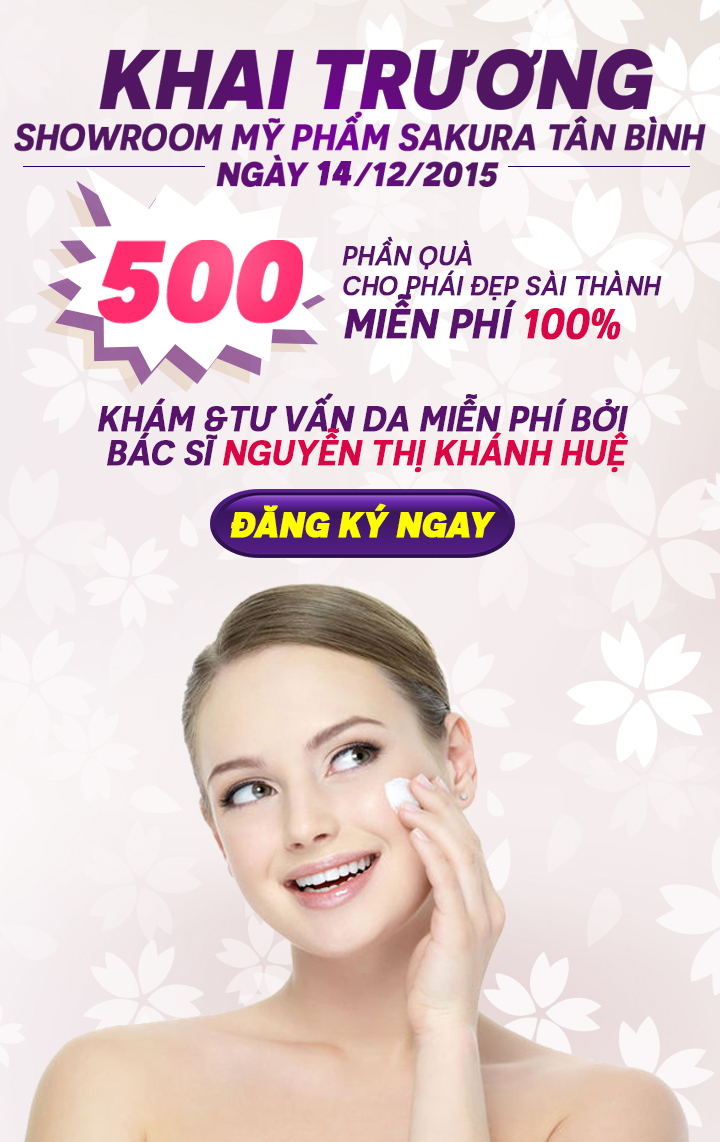 KHAI TRƯƠNG
SHOWROOM MỸ PHẨM SAKURA TÂN BÌNH
NGÀY 14/12/2015
500
PHẦN QUÀ
CHO PHÁI ĐẸP SÀI THÀNH
MIỄN PHÍ 100%
KHÁM &TƯ VẤN DA MIỄN PHÍ BỞI
BÁC SĨ NGUYỄN THỊ KHÁNH HUỆ
ĐĂNG KÝ NGAY